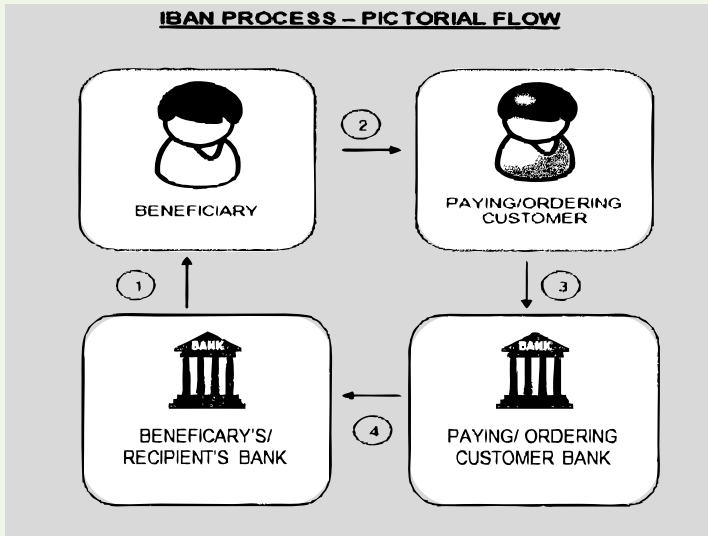 IBAN PROCESS – PICTORIAL FLOW
BENEFICIARY
2
PAYING/ORDERING
CUSTOMER
1
3
BANK
BENEFICARY'S/
RECIPIENT'S BANK
4
BANK
PAYING/ ORDERING
CUSTOMER BANK